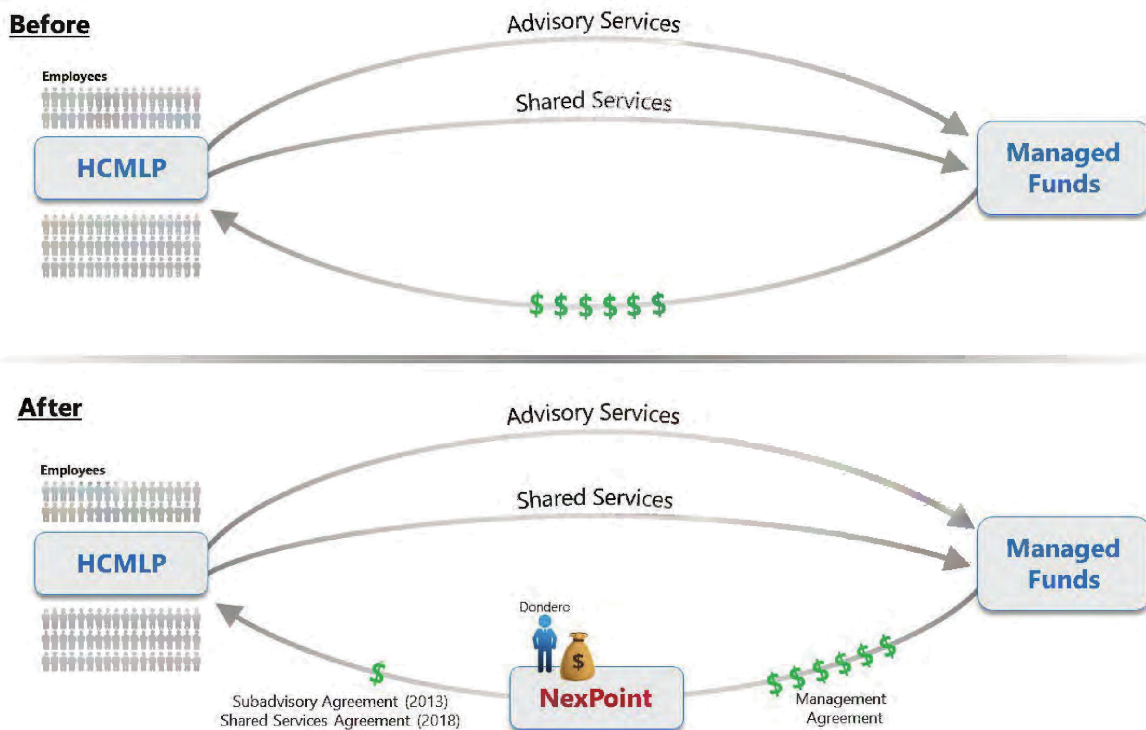 Before
Advisory Services
Employees
Shared Services
HCMLP
Managed
Funds
$ $ $ $ $ $
After
Advisory Services
Employees
Shared Services
HCMLP
Managed
Funds
Dondero
$
$
$ $ $ $ $ $
NexPoint
Subadvisory Agreement (2013)
Shared Services Agreement (2018)
Management
Agreement